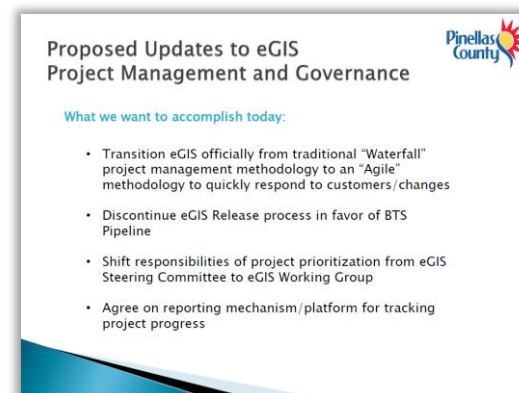 Pinellas
County
Proposed Updates to eGIS
Project Management and Governance
What we want to accomplish today:
• Transition eGIS officially from traditional “Waterfall”
project management methodology to an “Agile”
methodology to quickly respond to customers/changes
• Discontinue eGIS Release process in favor of BTS
Pipeline
• Shift responsibilities of project prioritization from eGIS
Steering Committee to eGIS Working Group
• Agree on reporting mechanism/platform for tracking
project progress